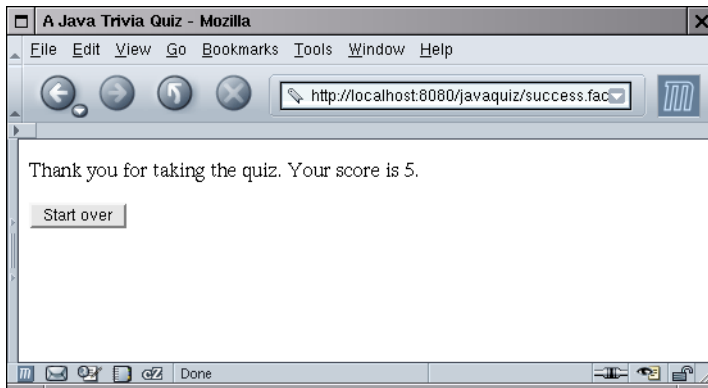 A Java Trivia Quiz - Mozilla
File Edit View Go Bookmarks Tools Window Help
http://localhost:8080/javaquiz/success.fac
Thank you for taking the quiz. Your score is 5.
Start over
Done